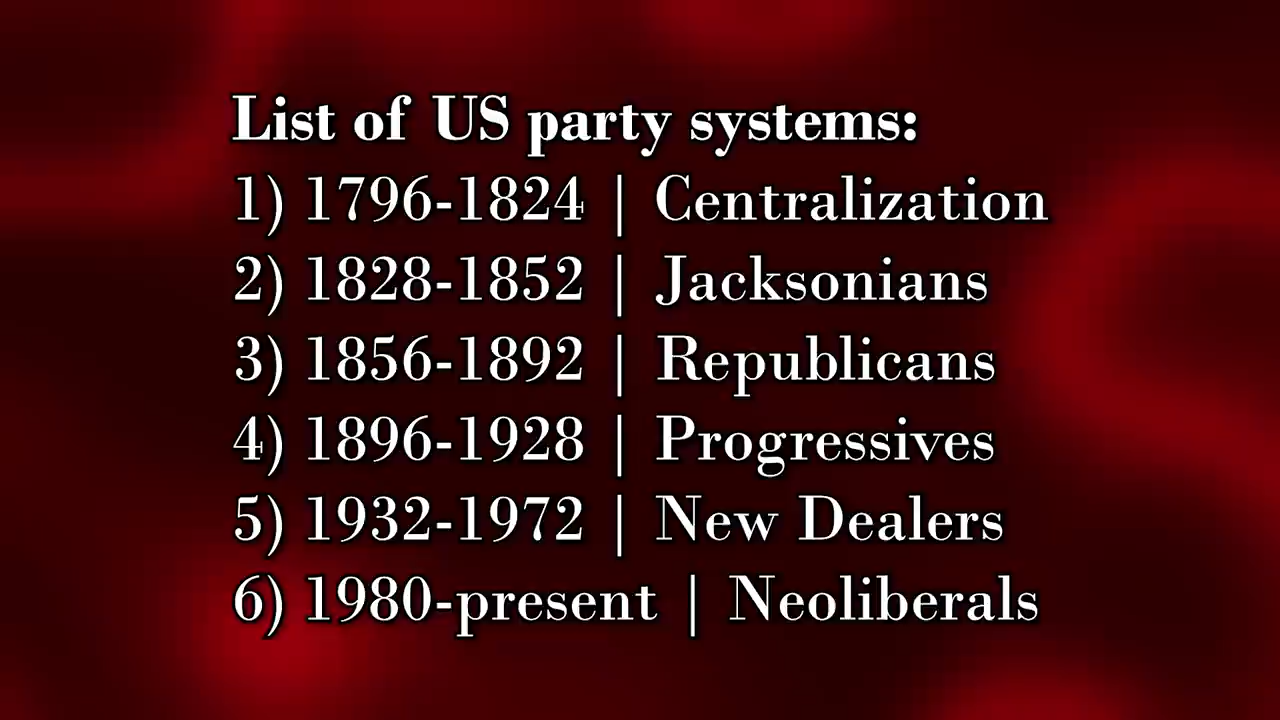 List of US party systems:
1) 1796-1824 | Centralization
2) 1828-1852 | Jacksonians
3) 1856-1892 | Republicans
4) 1896-1928 | Progressives
5) 1932-1972 | New Dealers
6) 1980-present | Neoliberals